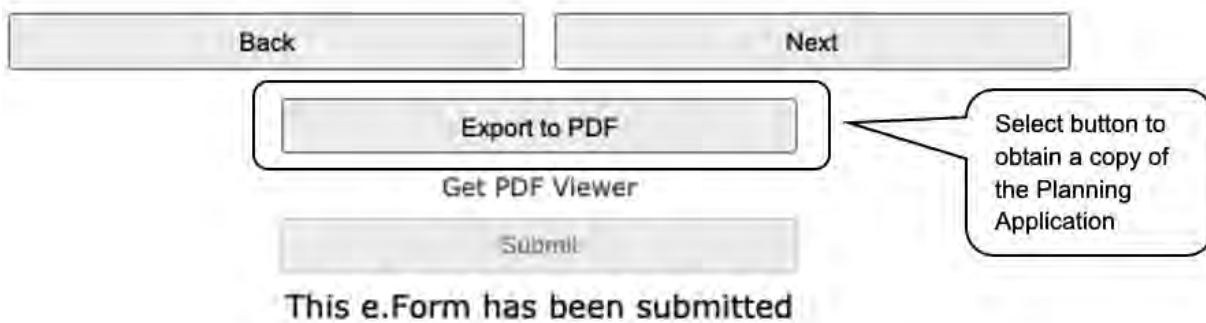 Back
Next
Export to PDF
Select button to
obtain a copy of
the Planning
Application
Get PDF Viewer
Submit
This e.Form has been submitted